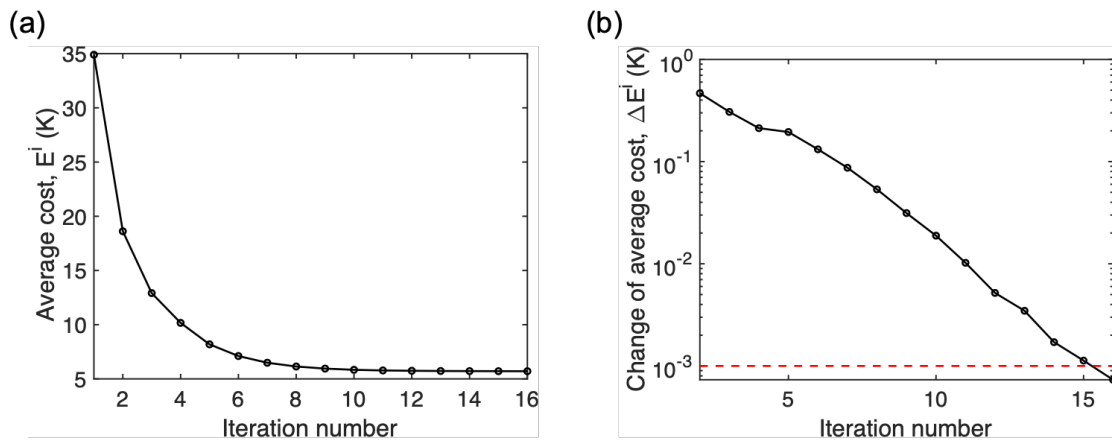 (a)
35
30
25
20
15
10
5
2 4 6 8 10 12 14 16
Average cost, E^i (K)
Iteration number
(b)
10^0
10^-1
10^-2
10^-3
5 10 15
Change of average cost, ΔE^i (K)
Iteration number